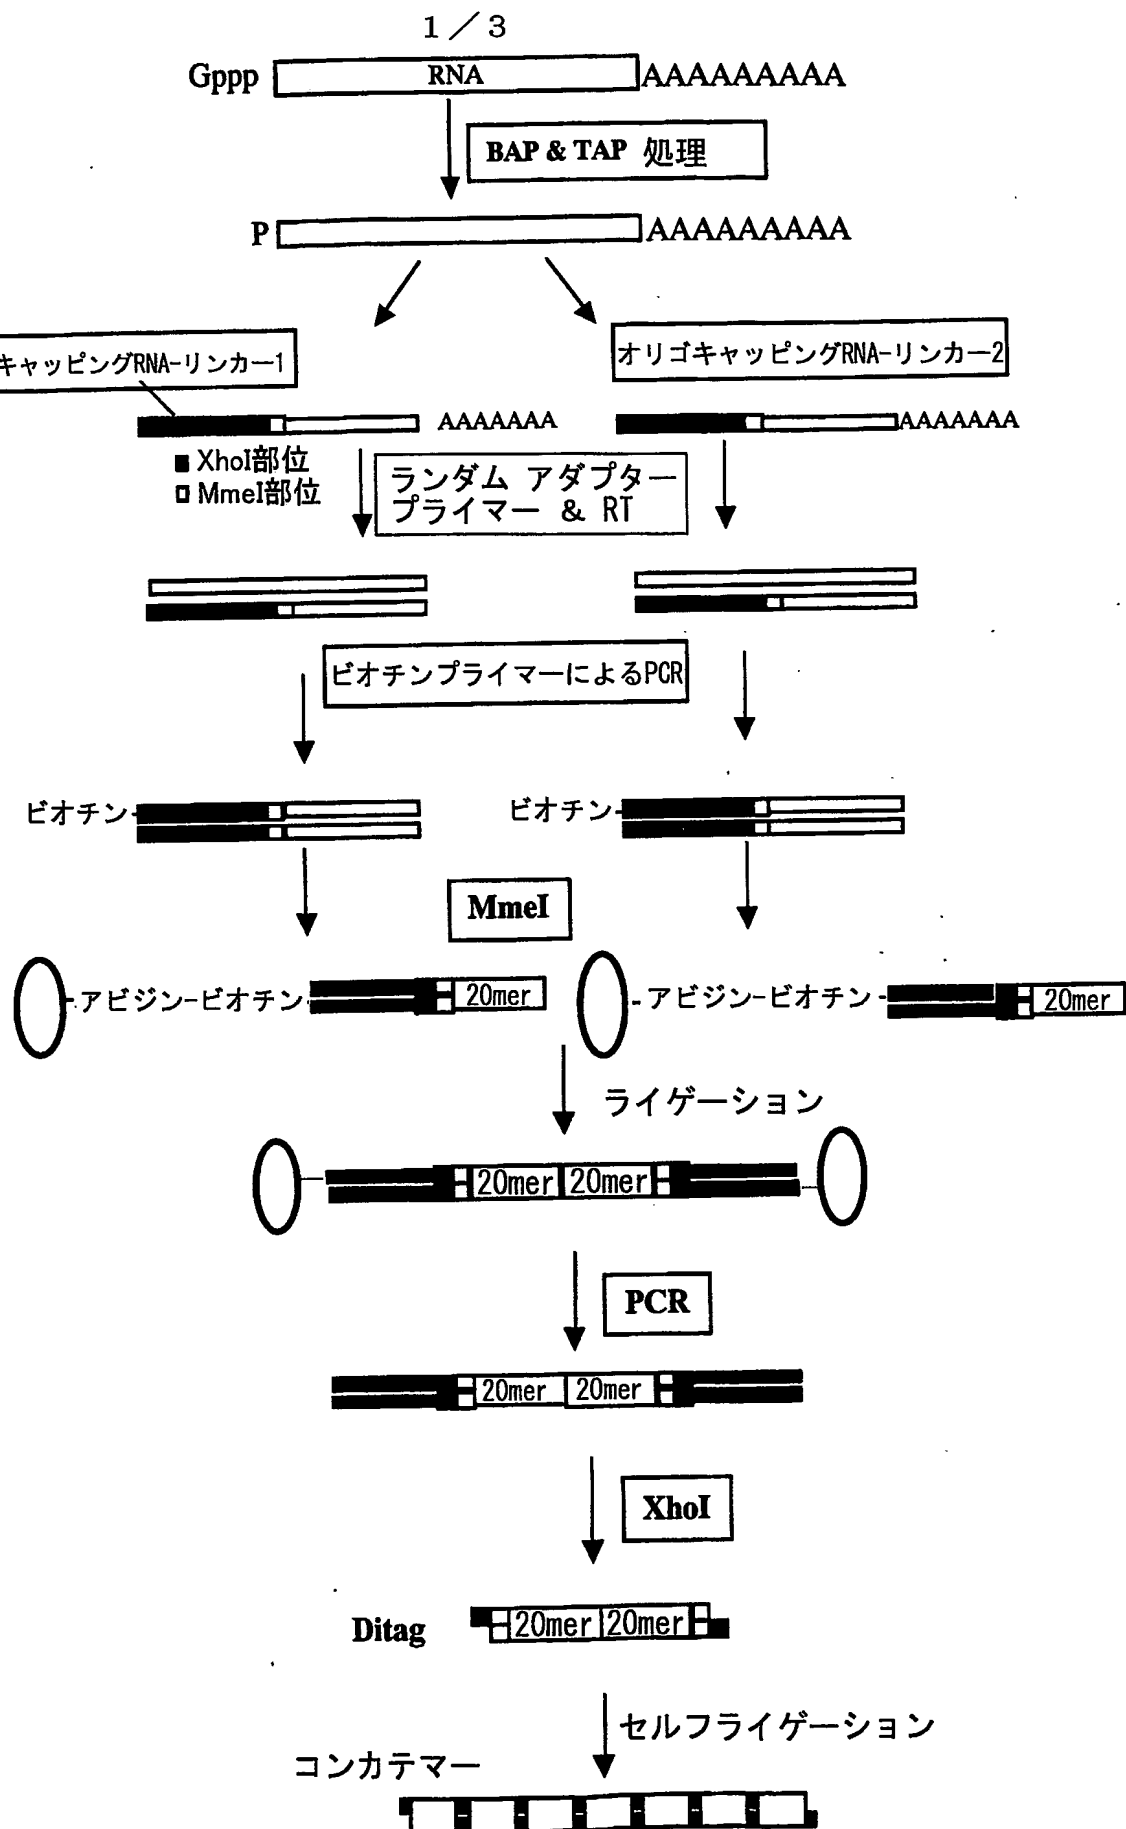 1/3
Gppp RNA AAAAAAAAA
BAP & TAP 処理
P AAAAAAAAA
キャッピングRNA-リンカー1
オリゴキャッピングRNA-リンカー2
AAAAAAA
AAAAAAA
XhoI部位
MmeI部位
ランダム アダプター
プライマー & RT
ビオチンプライマーによるPCR
ビオチン
ビオチン
MmeI
アビジン-ビオチン 20mer
アビジン-ビオチン 20mer
ライゲーション
20mer 20mer
PCR
20mer 20mer
XhoI
Ditag 20mer 20mer
セルフライゲーション
コンカテマー